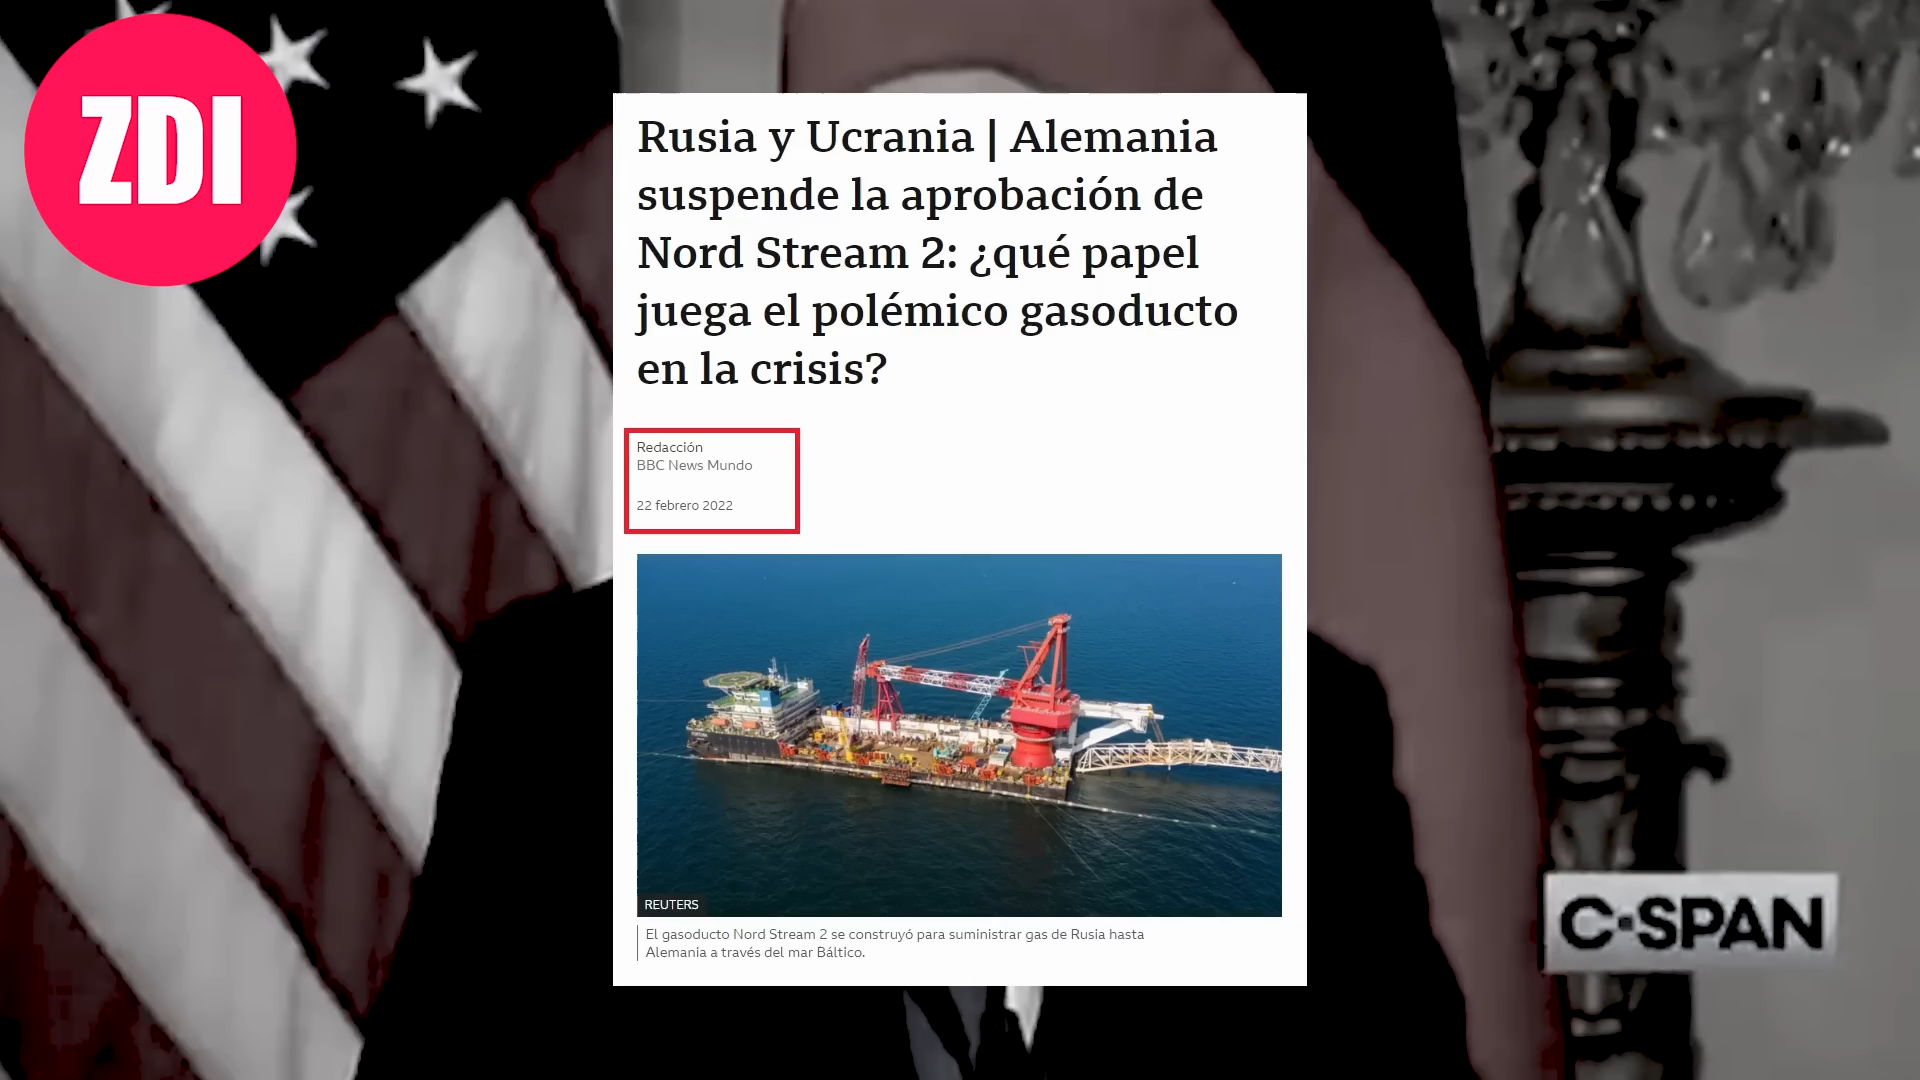 ZDI
Rusia y Ucrania | Alemania
suspende la aprobación de
Nord Stream 2: ¿qué papel
juega el polémico gasoducto
en la crisis?
Redacción
BBC News Mundo
22 febrero 2022
REUTERS
El gasoducto Nord Stream 2 se construyó para suministrar gas de Rusia hasta
Alemania a través del mar Báltico.
C-SPAN